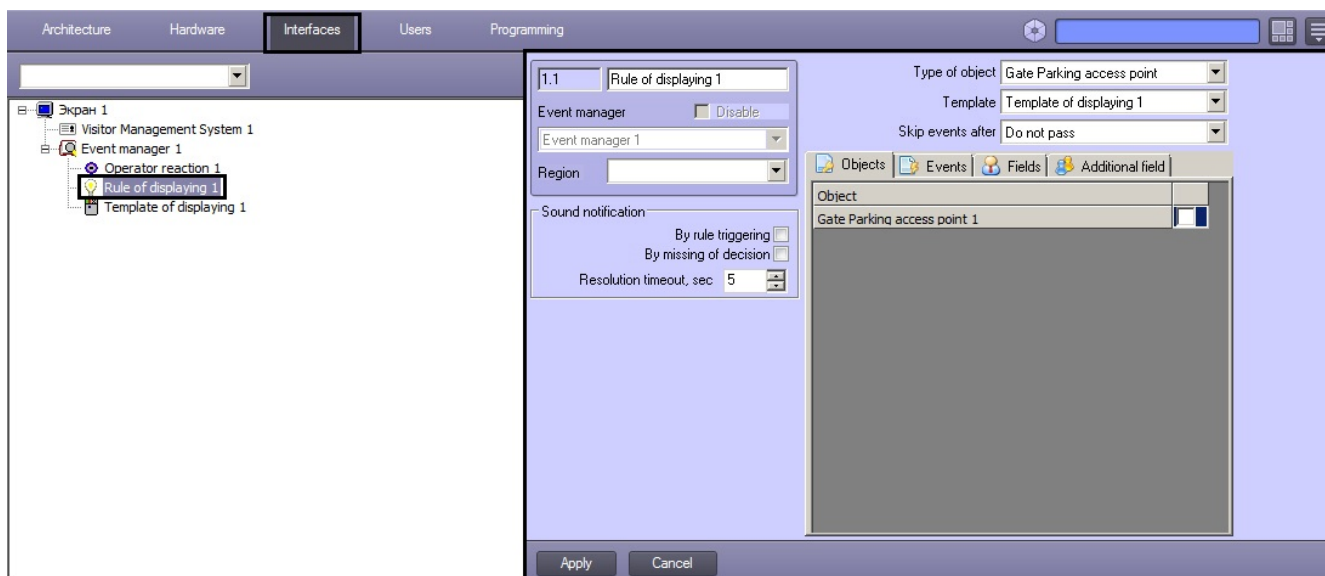 Architecture Hardware Interfaces Users Programming
Экран 1
Visitor Management System 1
Event manager 1
Operator reaction 1
Rule of displaying 1
Template of displaying 1
1.1 Rule of displaying 1
Event manager Disable
Event manager 1
Region
Sound notification
By rule triggering
By missing of decision
Resolution timeout, sec 5
Type of object Gate Parking access point
Template Template of displaying 1
Skip events after Do not pass
Objects Events Fields Additional field
Object
Gate Parking access point 1
Apply Cancel